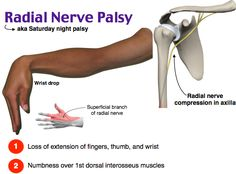 Radial Nerve Palsy
aka Saturday night palsy
Wrist drop
Superficial branch
of radial nerve
Radial nerve
compression in axilla
1 Loss of extension of fingers, thumb, and wrist
2 Numbness over 1st dorsal interosseus muscles